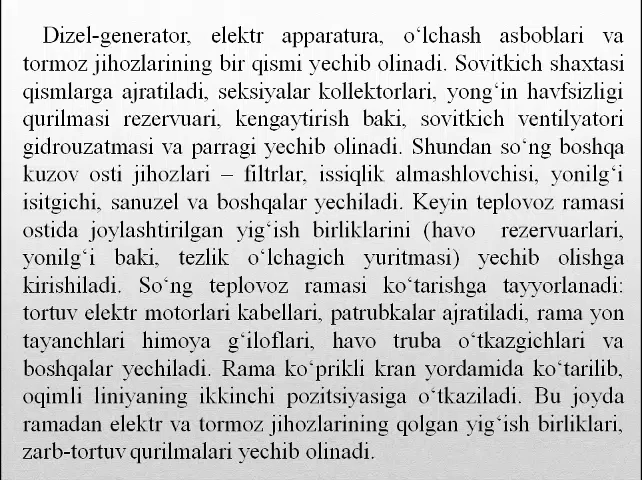 Dizel-generator, elektr apparatura, o‘lchash asboblari va
tormoz jihozlarining bir qismi yechib olinadi. Sovitkich shaxtasi
qismlarga ajratiladi, seksiyalar kollektorlari, yong‘in havfsizligi
qurilmasi rezervuari, kengaytirish baki, sovitkich ventilyatori
gidrouzatmasi va parragi yechib olinadi. Shundan so‘ng boshqa
kuzov osti jihozlari – filtrlar, issiqlik almashlovchisi, yonilg‘i
isitgichi, sanuzel va boshqalar yechiladi. Keyin teplovoz ramasi
ostida joylashtirilgan yig‘ish birliklarini (havo rezervuarlari,
yonilg‘i baki, tezlik o‘lchagich yuritmasi) yechib olishga
kirishiladi. So‘ng teplovoz ramasi ko‘tarishga tayyorlanadi:
tortuv elektr motorlari kabellari, patrubkalar ajratiladi, rama yon
tayanchlari himoya g‘iloflari, havo truba o‘tkazgichlari va
boshqalar yechiladi. Rama ko‘prikli kran yordamida ko‘tarilib,
oqimli liniyaning ikkinchi pozitsiyasiga o‘tkaziladi. Bu joyda
ramadan elektr va tormoz jihozlarining qolgan yig‘ish birliklari,
zarb-tortuv qurilmalari yechib olinadi.